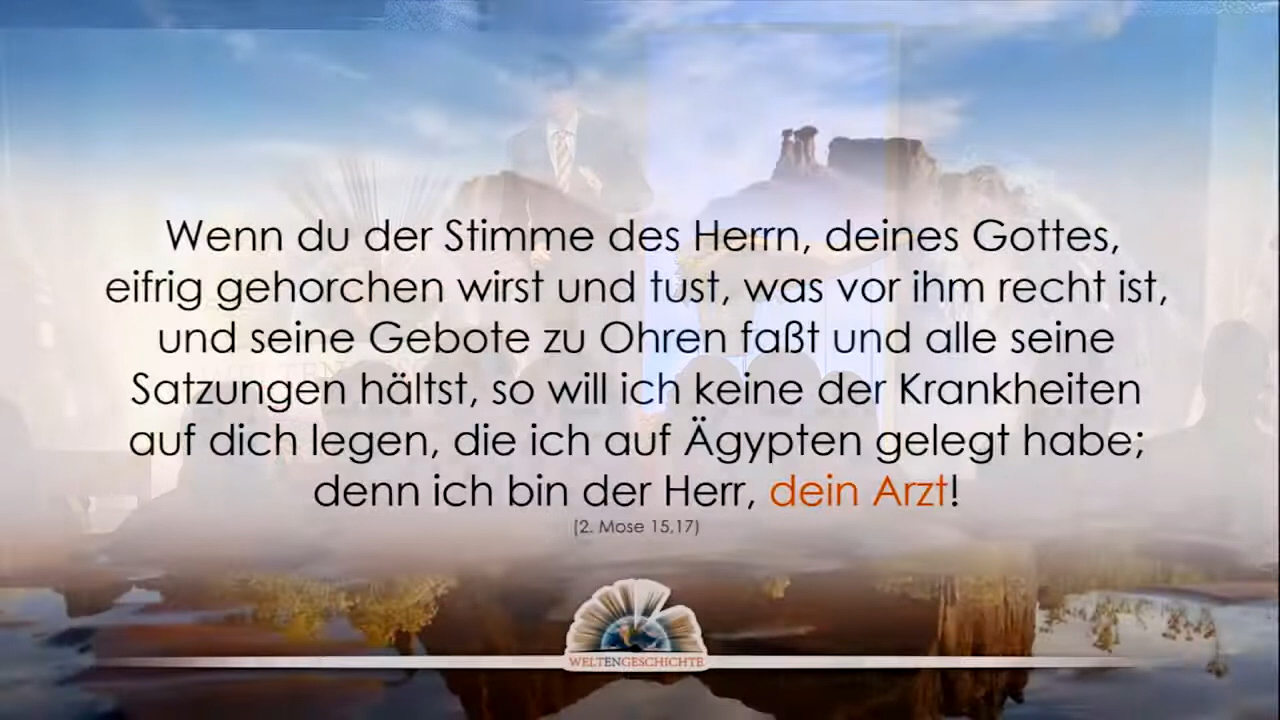 Wenn du der Stimme des Herrn, deines Gottes,
eifrig gehorchen wirst und tust, was vor ihm recht ist,
und seine Gebote zu Ohren faßt und alle seine
Satzungen hältst, so will ich keine der Krankheiten
auf dich legen, die ich auf Ägypten gelegt habe;
denn ich bin der Herr, dein Arzt!
(2. Mose 15,17)
WELTENGESCHICHTE